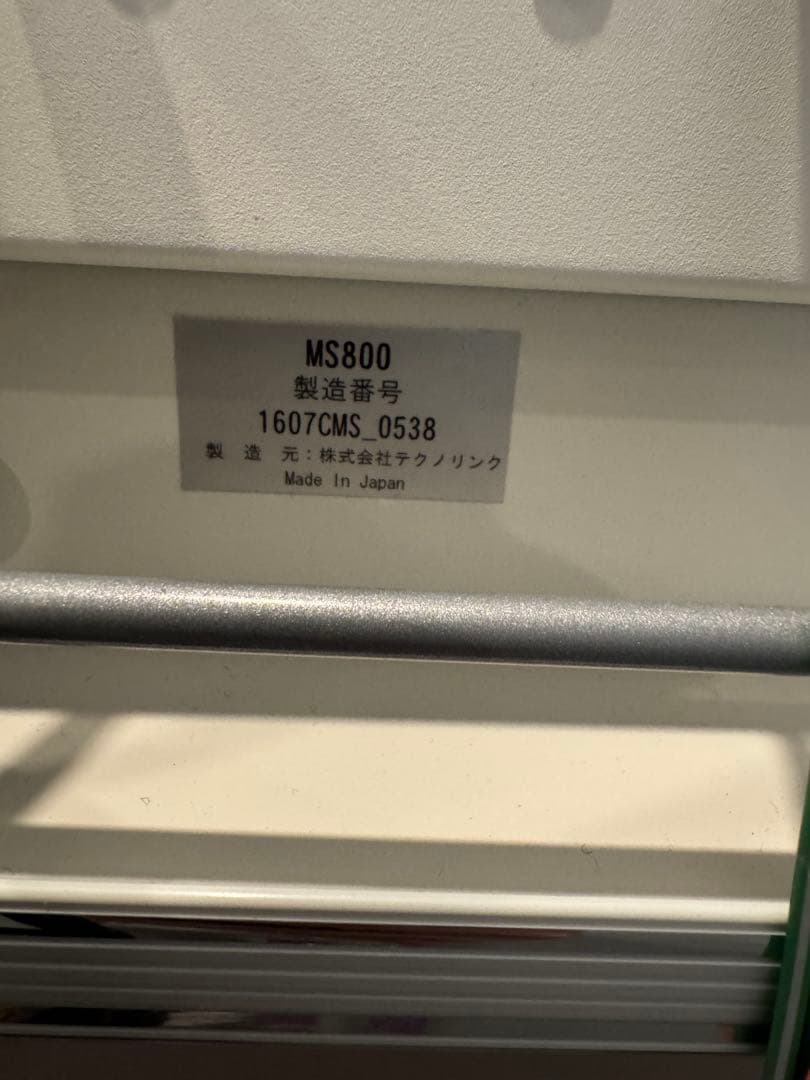 MS800
製造番号
1607CMS_0538
製　造　元：株式会社テクノリンク
Made In Japan